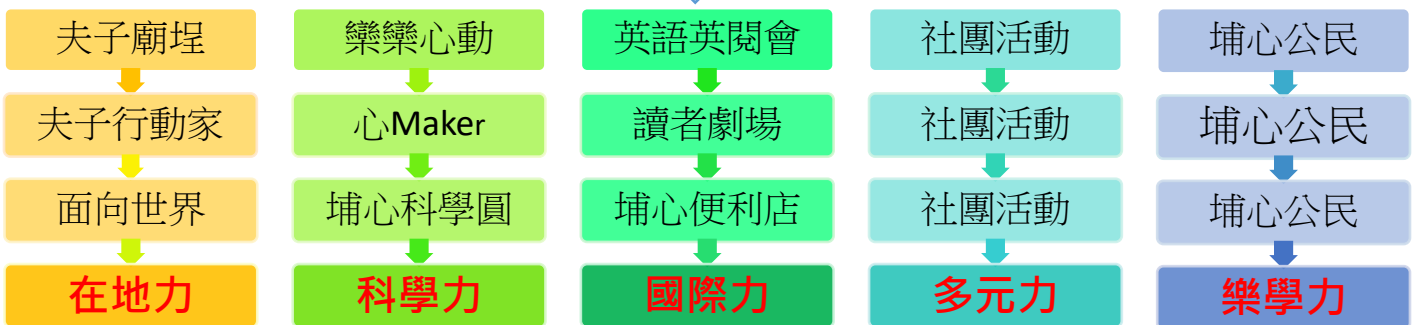 夫子廟埕
欒欒心動
英語英閱會
社團活動
埔心公民
夫子行動家
心Maker
讀者劇場
社團活動
埔心公民
面向世界
埔心科學圓
埔心便利店
社團活動
埔心公民
在地力
科學力
國際力
多元力
樂學力